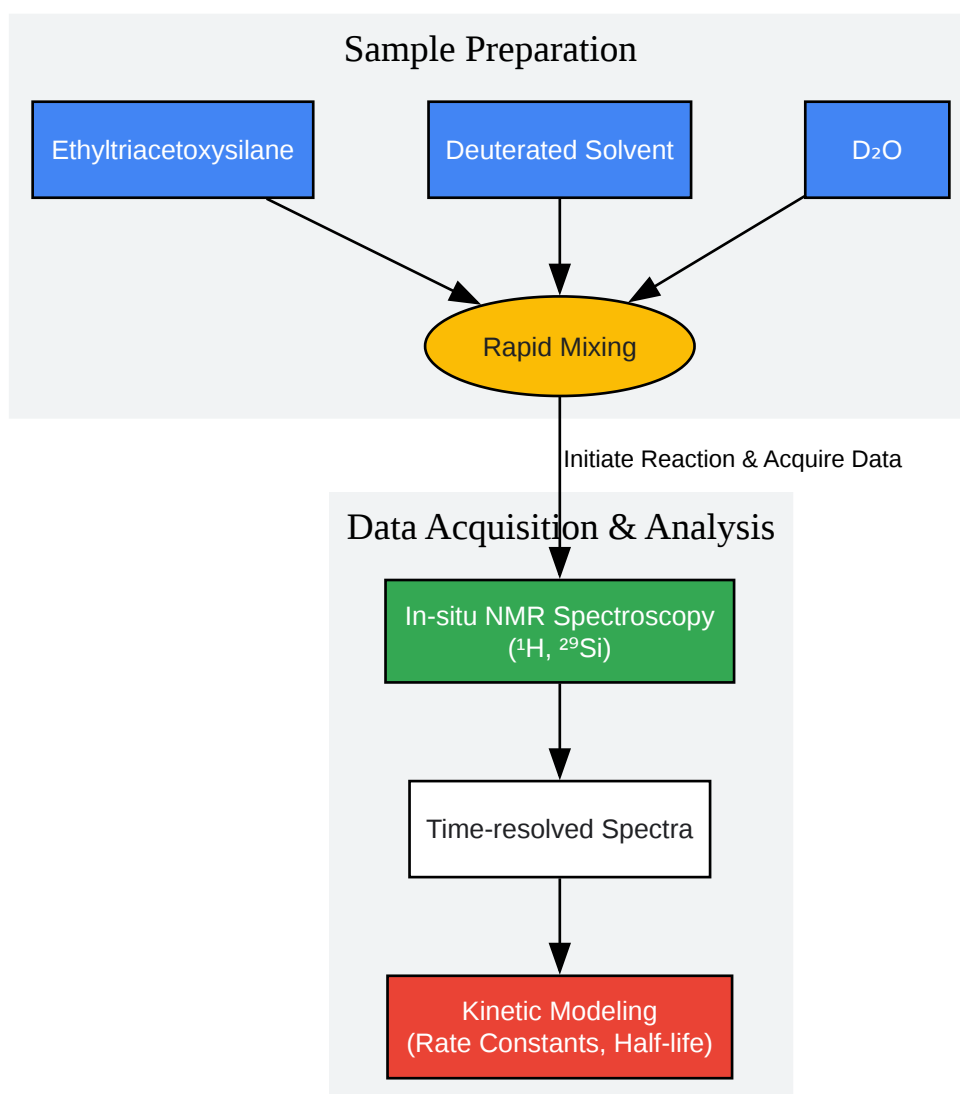 Sample Preparation
Ethyltriacetoxysilane
Deuterated Solvent
D₂O
Rapid Mixing
Initiate Reaction & Acquire Data
Data Acquisition & Analysis
In-situ NMR Spectroscopy
(¹H, ²⁹Si)
Time-resolved Spectra
Kinetic Modeling
(Rate Constants, Half-life)